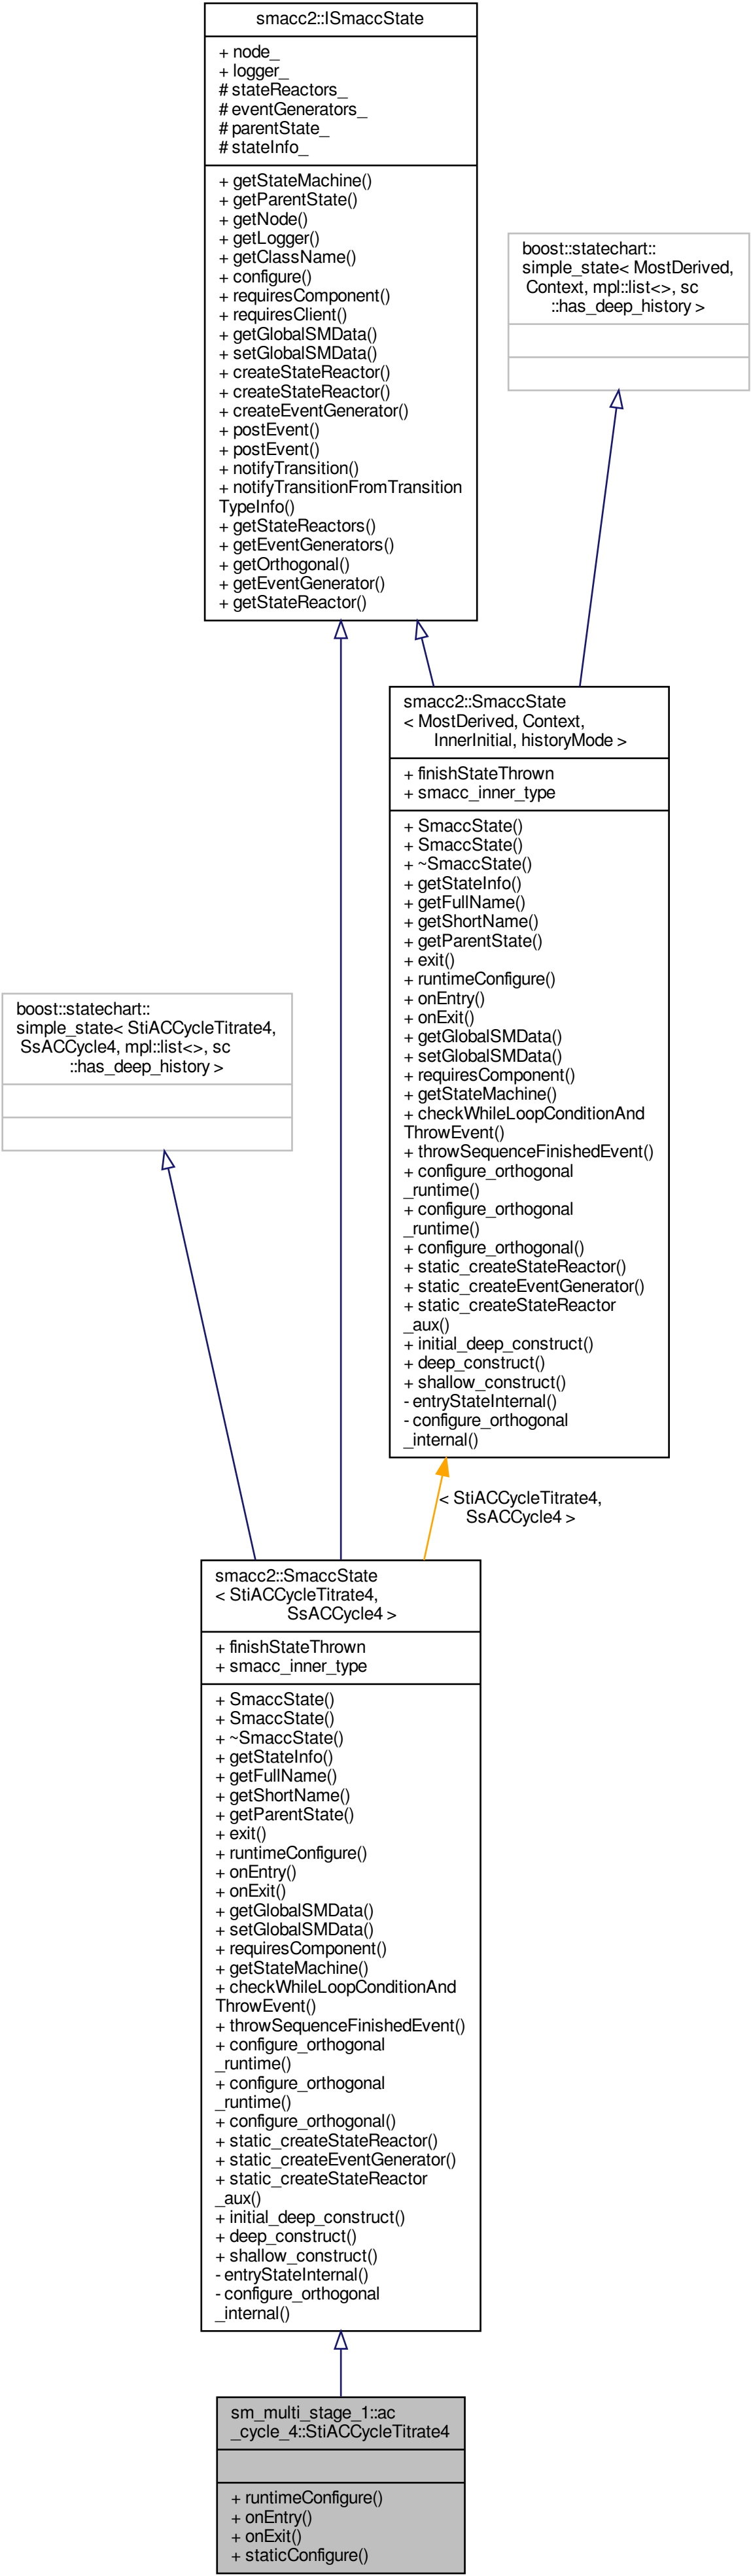 smacc2::ISmaccState
+ node_
+ logger_
# stateReactors_
# eventGenerators_
# parentState_
# stateInfo_
+ getStateMachine()
+ getParentState()
+ getNode()
+ getLogger()
+ getClassName()
+ configure()
+ requiresComponent()
+ requiresClient()
+ getGlobalSMData()
+ setGlobalSMData()
+ createStateReactor()
+ createStateReactor()
+ createEventGenerator()
+ postEvent()
+ postEvent()
+ notifyTransition()
+ notifyTransitionFromTransition
TypeInfo()
+ getStateReactors()
+ getEventGenerators()
+ getOrthogonal()
+ getEventGenerator()
+ getStateReactor()
boost::statechart::
simple_state< MostDerived,
Context, mpl::list<>, sc
::has_deep_history >
smacc2::SmaccState
< MostDerived, Context,
InnerInitial, historyMode >
+ finishStateThrown
+ smacc_inner_type
+ SmaccState()
+ SmaccState()
+ ~SmaccState()
+ getStateInfo()
+ getFullName()
+ getShortName()
+ getParentState()
+ exit()
+ runtimeConfigure()
+ onEntry()
+ onExit()
+ getGlobalSMData()
+ setGlobalSMData()
+ requiresComponent()
+ getStateMachine()
+ checkWhileLoopConditionAnd
ThrowEvent()
+ throwSequenceFinishedEvent()
+ configure_orthogonal
_runtime()
+ configure_orthogonal
_runtime()
+ configure_orthogonal()
+ static_createStateReactor()
+ static_createEventGenerator()
+ static_createStateReactor
_aux()
+ initial_deep_construct()
+ deep_construct()
+ shallow_construct()
- entryStateInternal()
- configure_orthogonal
_internal()
boost::statechart::
simple_state< StiACCycleTitrate4,
SsACCycle4, mpl::list<>, sc
::has_deep_history >
< StiACCycleTitrate4,
SsACCycle4 >
smacc2::SmaccState
< StiACCycleTitrate4,
SsACCycle4 >
+ finishStateThrown
+ smacc_inner_type
+ SmaccState()
+ SmaccState()
+ ~SmaccState()
+ getStateInfo()
+ getFullName()
+ getShortName()
+ getParentState()
+ exit()
+ runtimeConfigure()
+ onEntry()
+ onExit()
+ getGlobalSMData()
+ setGlobalSMData()
+ requiresComponent()
+ getStateMachine()
+ checkWhileLoopConditionAnd
ThrowEvent()
+ throwSequenceFinishedEvent()
+ configure_orthogonal
_runtime()
+ configure_orthogonal
_runtime()
+ configure_orthogonal()
+ static_createStateReactor()
+ static_createEventGenerator()
+ static_createStateReactor
_aux()
+ initial_deep_construct()
+ deep_construct()
+ shallow_construct()
- entryStateInternal()
- configure_orthogonal
_internal()
sm_multi_stage_1::ac
_cycle_4::StiACCycleTitrate4
+ runtimeConfigure()
+ onEntry()
+ onExit()
+ staticConfigure()